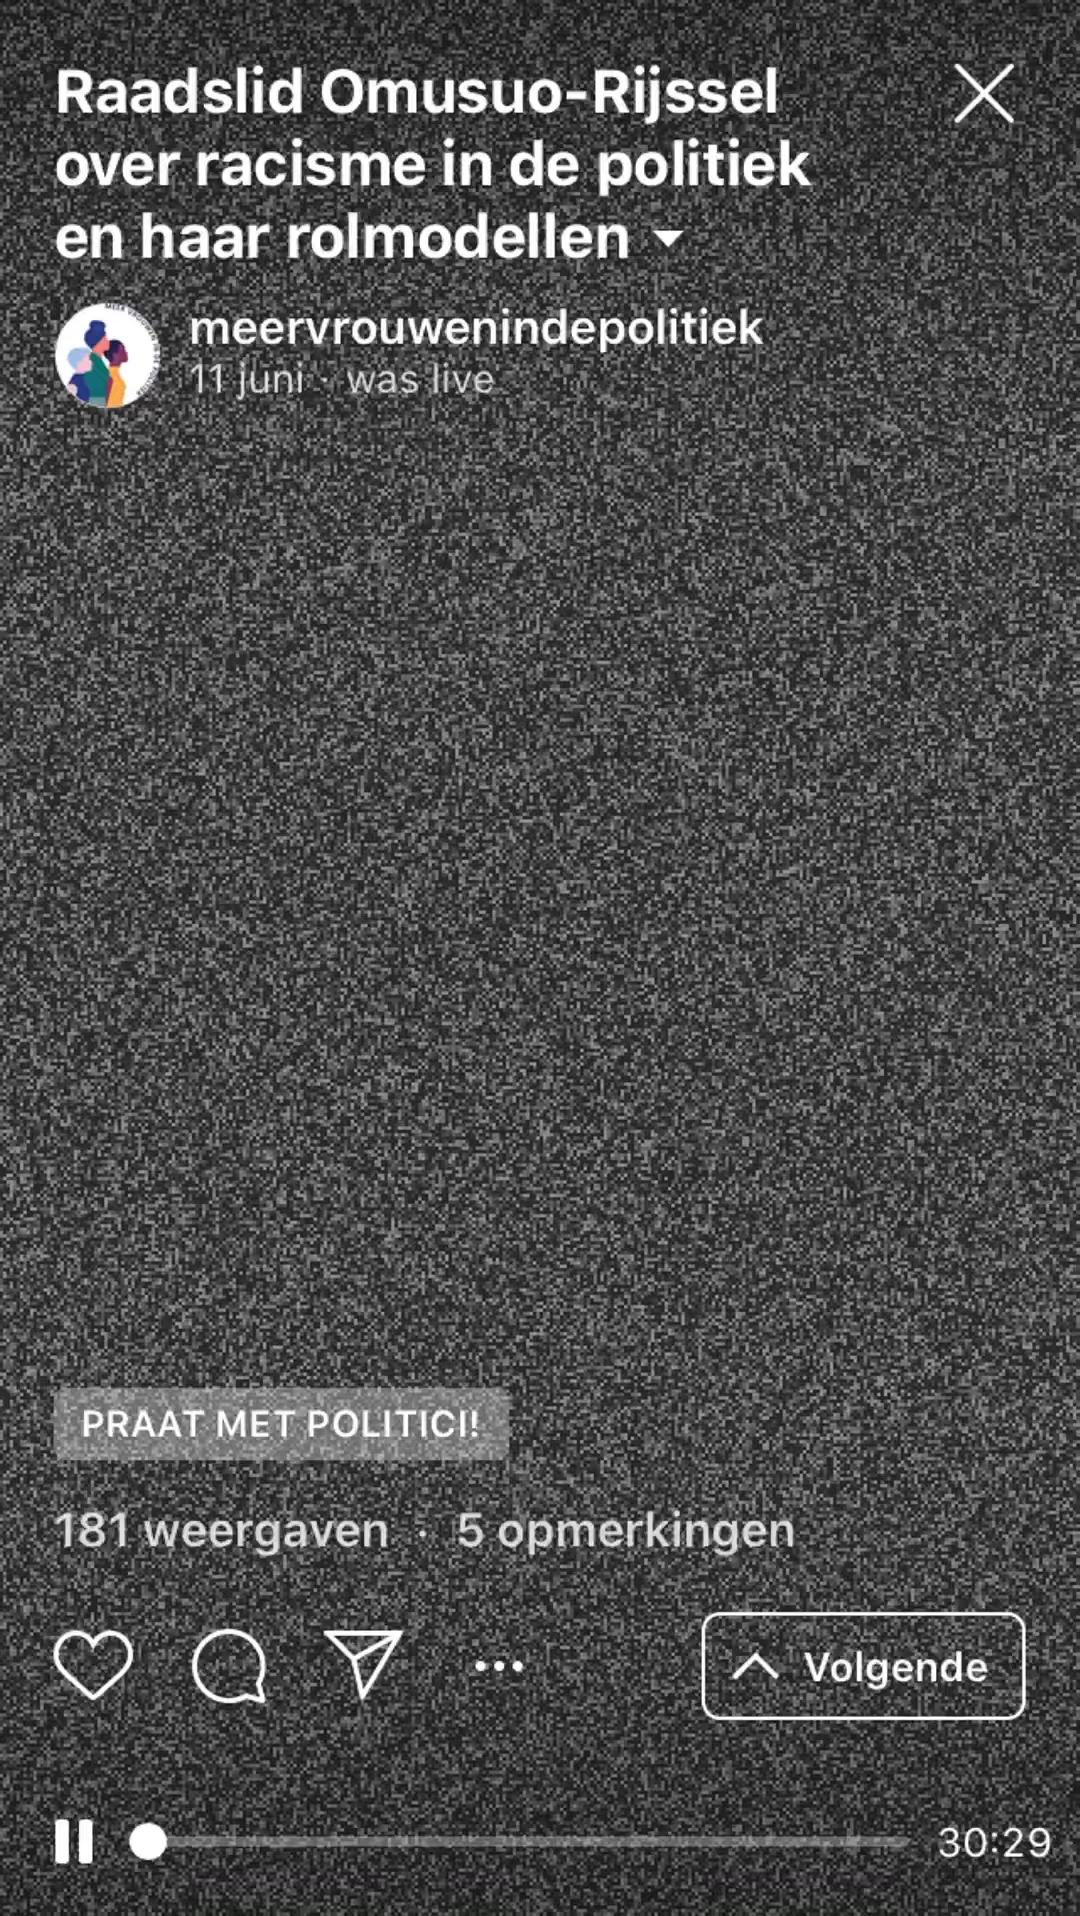 Raadslid Omusuo-Rijssel
over racisme in de politiek
en haar rolmodellen
meervrouwenindepolitiek
11 juni · was live
PRAAT MET POLITICI!
181 weergaven · 5 opmerkingen
Volgende
30:29